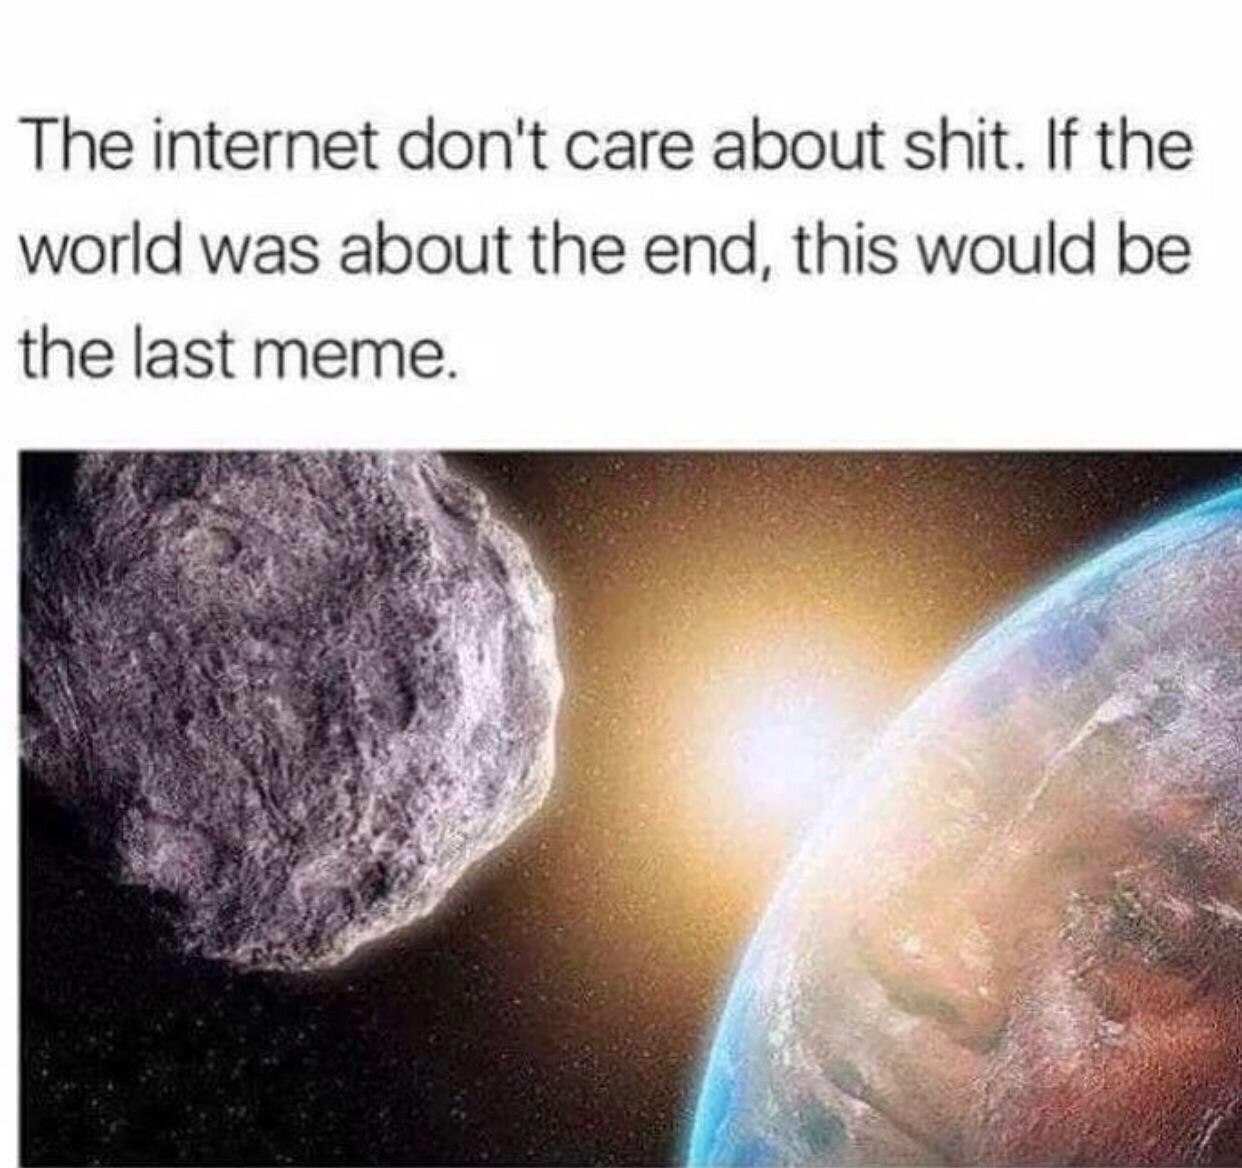 The internet don't care about shit. If the
world was about the end, this would be
the last meme.